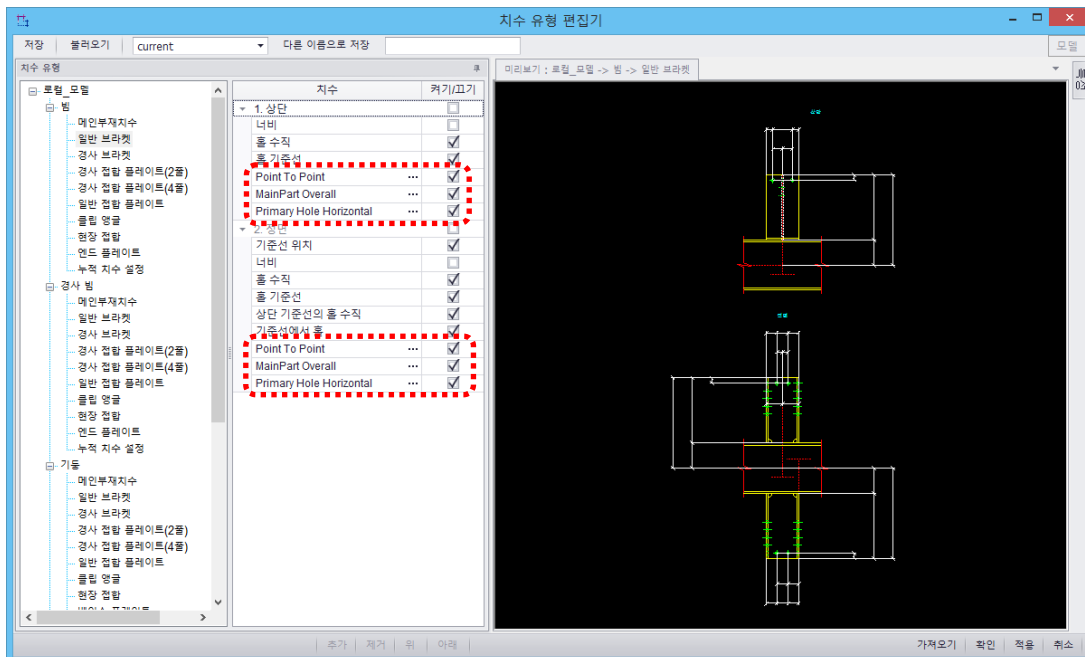 치수 유형 편집기
저장 불러오기 current 다른 이름으로 저장
모델
치수 유형
미리보기 : 로컬_모델 -> 빔 -> 일반 브라켓
로컬_모델
빔
메인부재치수
일반 브라켓
경사 브라켓
경사 접합 플레이트(2폴)
경사 접합 플레이트(4폴)
일반 접합 플레이트
클립 앵글
현장 접합
엔드 플레이트
누적 치수 설정
경사 빔
메인부재치수
일반 브라켓
경사 브라켓
경사 접합 플레이트(2폴)
경사 접합 플레이트(4폴)
일반 접합 플레이트
클립 앵글
현장 접합
엔드 플레이트
누적 치수 설정
기둥
메인부재치수
일반 브라켓
경사 브라켓
경사 접합 플레이트(2폴)
경사 접합 플레이트(4폴)
일반 접합 플레이트
클립 앵글
현장 접합
치수 켜기/끄기
1. 상단
너비
홀 수직
홀 기준선
Point To Point ...
MainPart Overall ...
Primary Hole Horizontal ...
2. 정면
기준선 위치
너비
홀 수직
홀 기준선
상단 기준선의 홀 수직
기준선에서 홀
Point To Point ...
MainPart Overall ...
Primary Hole Horizontal ...
추가 제거 위 아래
가져오기 확인 적용 취소